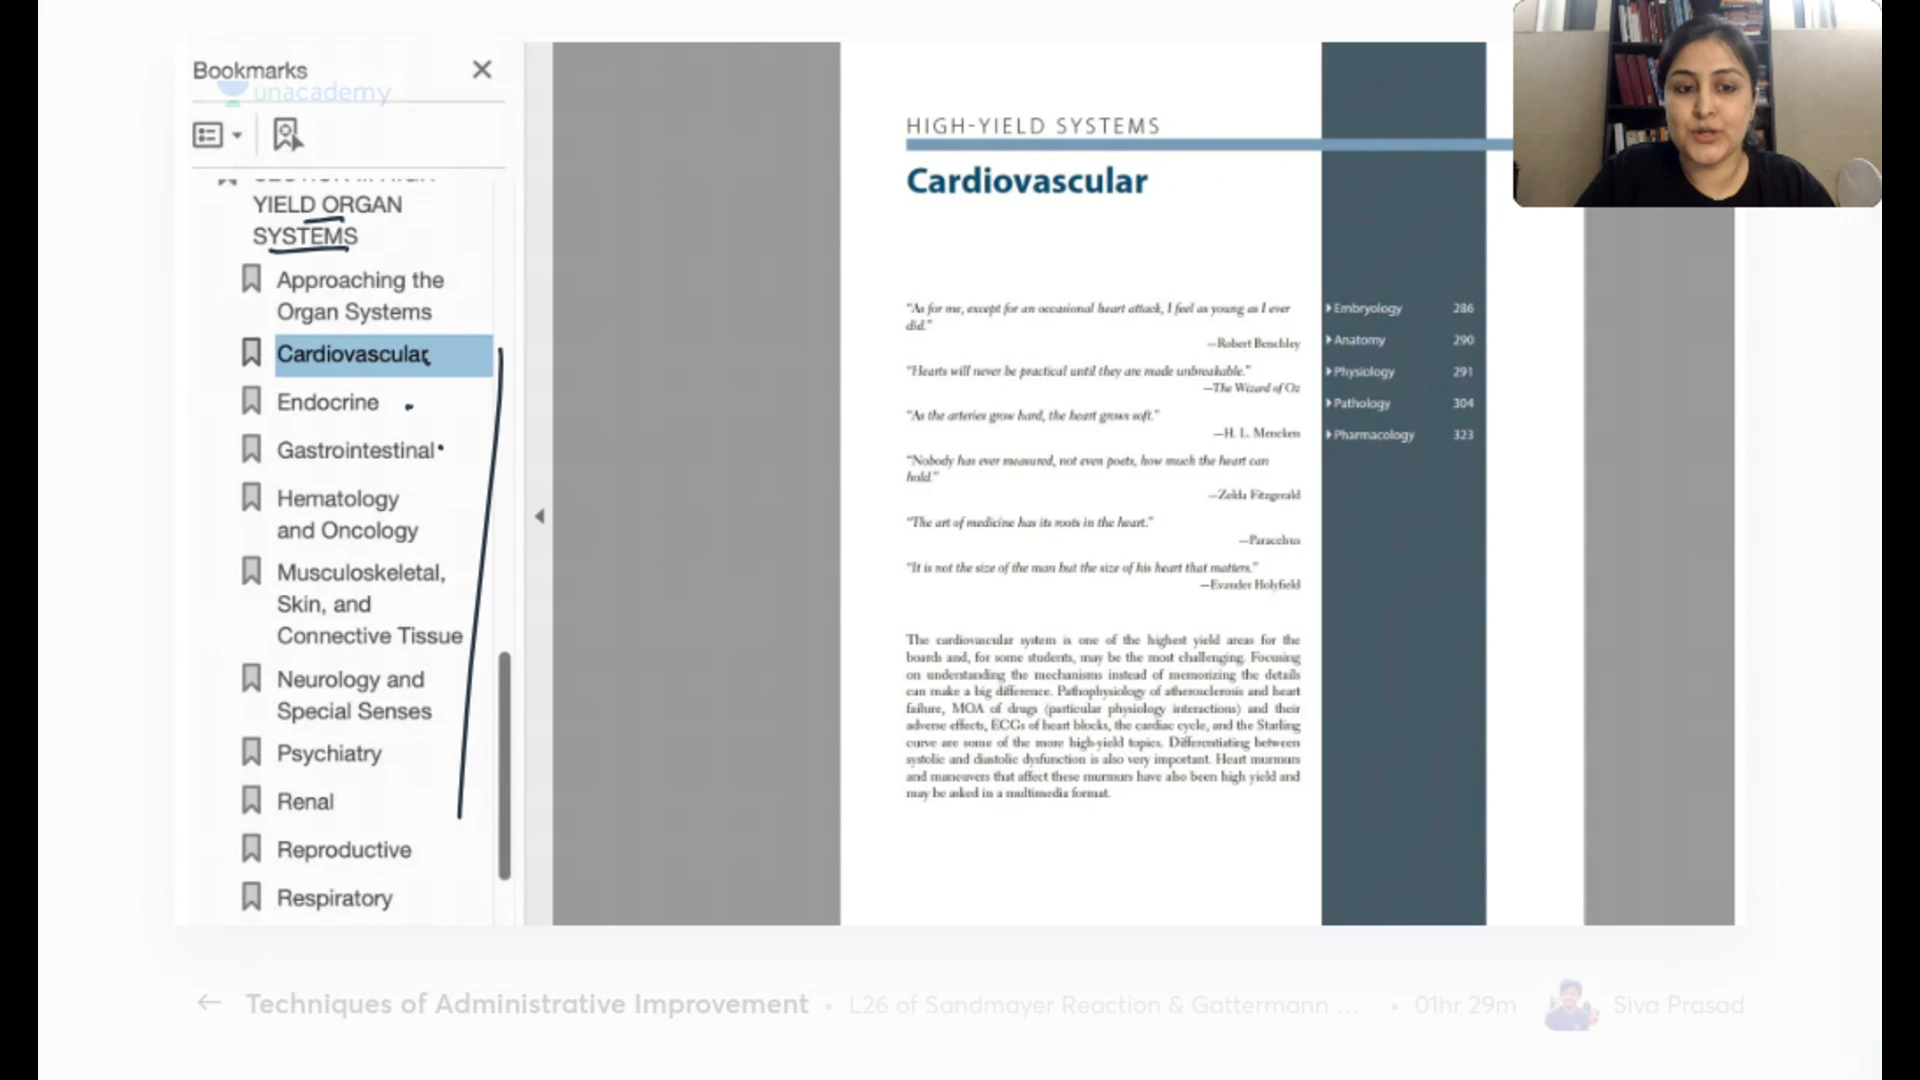 Bookmarks
unacademy
YIELD ORGAN
SYSTEMS
Approaching the
Organ Systems
Cardiovascular
Endocrine
Gastrointestinal
Hematology
and Oncology
Musculoskeletal,
Skin, and
Connective Tissue
Neurology and
Special Senses
Psychiatry
Renal
Reproductive
Respiratory
HIGH-YIELD SYSTEMS
Cardiovascular
"As for me, except for an occasional heart attack, I feel as young as I ever
did."
—Robert Benchley
"Hearts will never be practical until they are made unbreakable."
—The Wizard of Oz
"As the arteries grow hard, the heart grows soft."
—H. L. Mencken
"Nobody has ever measured, not even poets, how much the heart can
hold."
—Zelda Fitzgerald
"The art of medicine has its roots in the heart."
—Paracelsus
"It is not the size of the man but the size of his heart that matters."
—Evander Holyfield
The cardiovascular system is one of the highest yield areas for the
boards and, for some students, may be the most challenging. Focusing
on understanding the mechanisms instead of memorizing the details
can make a big difference. Pathophysiology of atherosclerosis and heart
failure, MOA of drugs (particular physiology interactions) and their
adverse effects, ECGs of heart blocks, the cardiac cycle, and the Starling
curve are some of the more high-yield topics. Differentiating between
systolic and diastolic dysfunction is also very important. Heart murmurs
and maneuvers that affect these murmurs have also been high yield and
may be asked in a multimedia format.
Embryology 286
Anatomy 290
Physiology 291
Pathology 304
Pharmacology 323
Techniques of Administrative Improvement • L26 of Sandmayer Reaction & Gattermann ... • 01hr 29m Siva Prasad